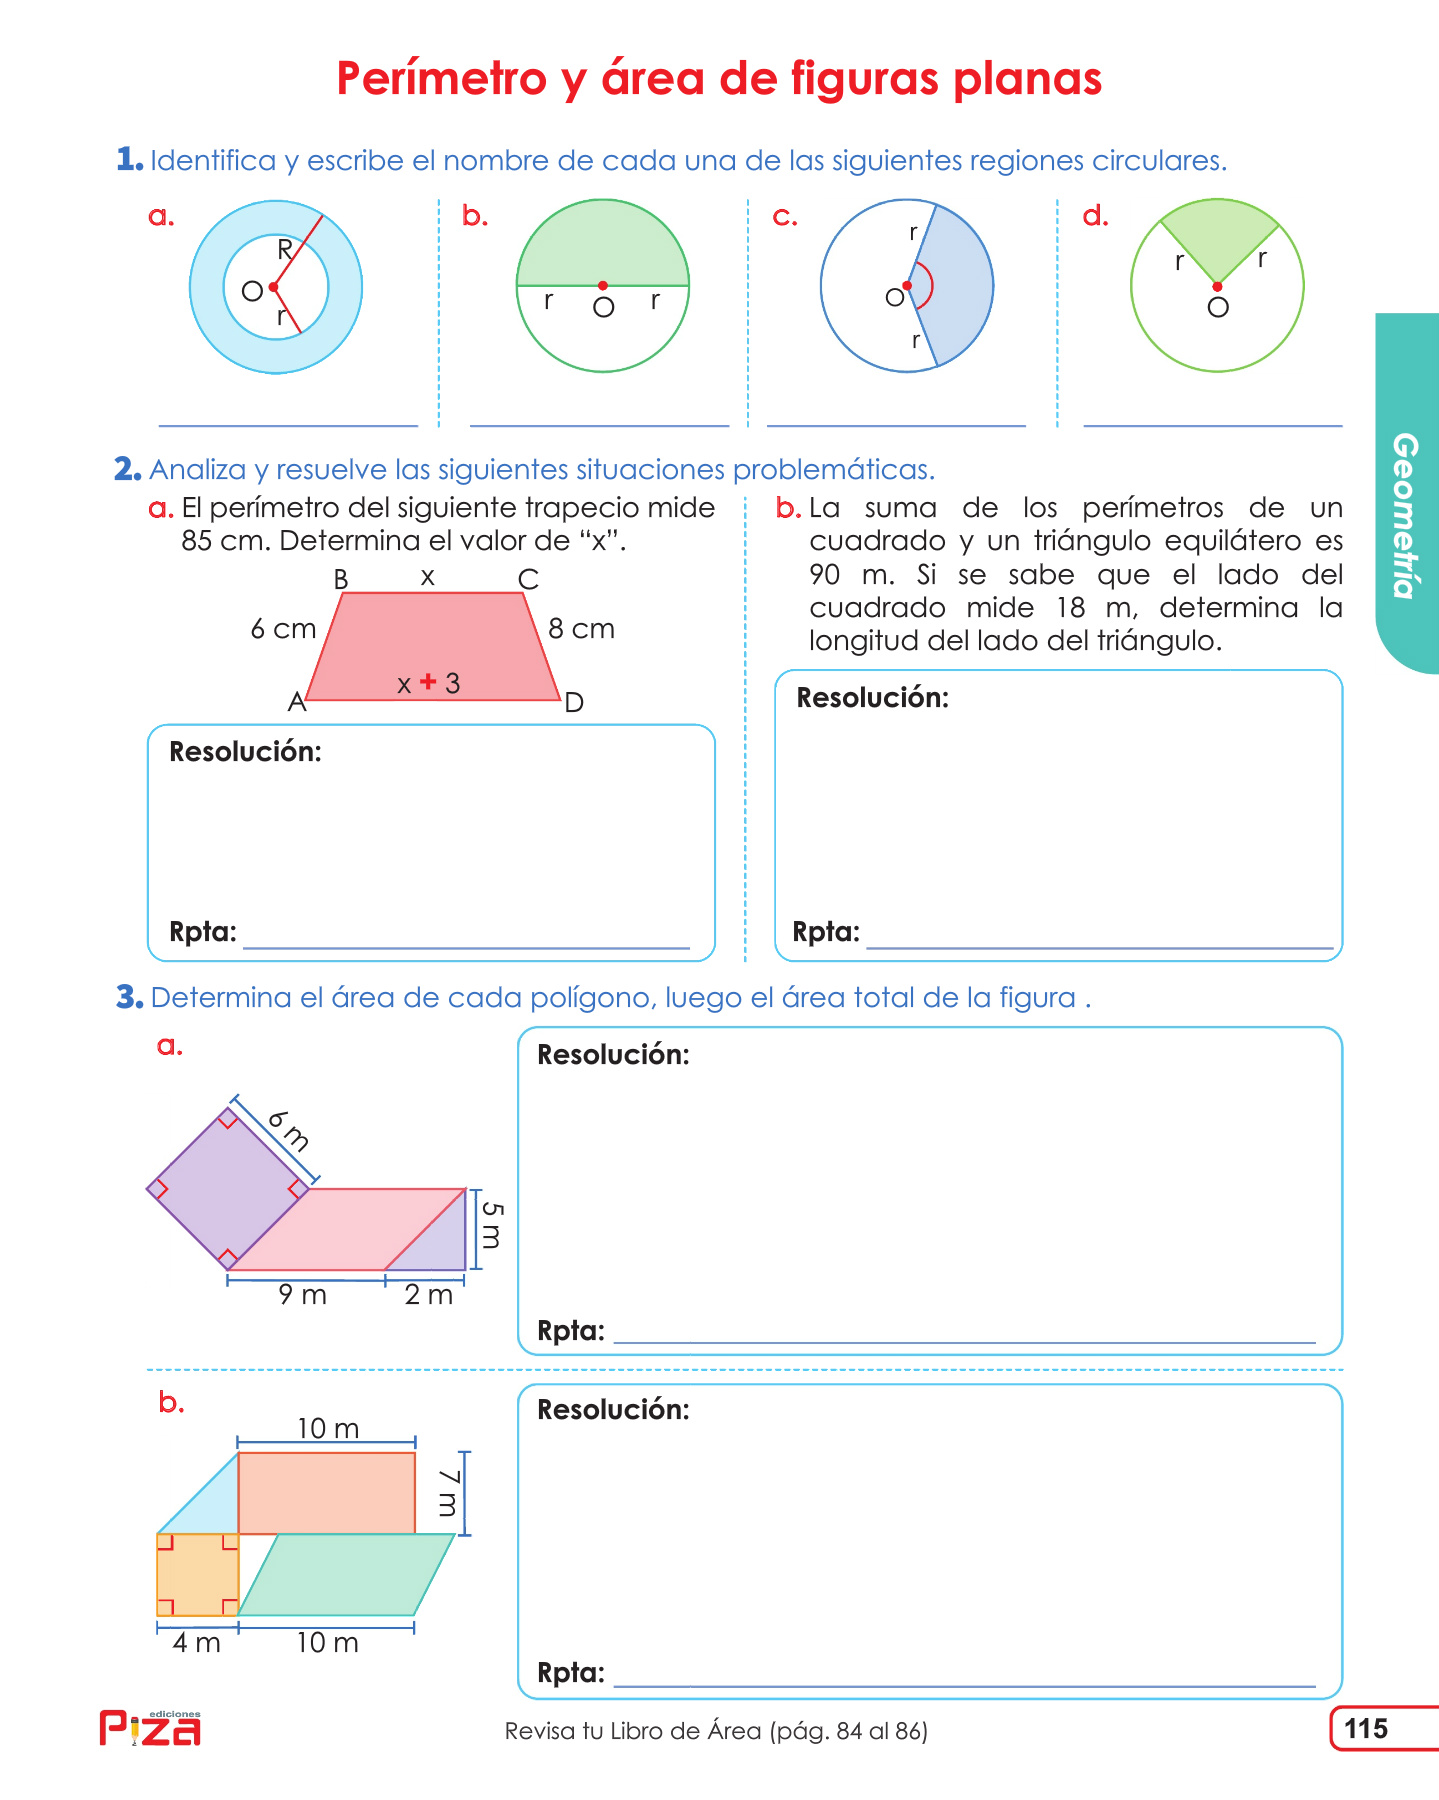 Perímetro y área de figuras planas
1. Identifica y escribe el nombre de cada una de las siguientes regiones circulares.
a.
R
O
r
b.
r
O
r
c.
r
O
r
d.
r
r
O
2. Analiza y resuelve las siguientes situaciones problemáticas.
a. El perímetro del siguiente trapecio mide
85 cm. Determina el valor de “x”.
B
x
C
6 cm
8 cm
x + 3
A
D
Resolución:
Rpta:
b. La suma de los perímetros de un
cuadrado y un triángulo equilátero es
90 m. Si se sabe que el lado del
cuadrado mide 18 m, determina la
longitud del lado del triángulo.
Resolución:
Rpta:
Geometría
3. Determina el área de cada polígono, luego el área total de la figura .
a.
6 m
5 m
9 m
2 m
Resolución:
Rpta:
b.
10 m
7 m
4 m
10 m
Resolución:
Rpta:
ediciones
Piza
Revisa tu Libro de Área (pág. 84 al 86)
115